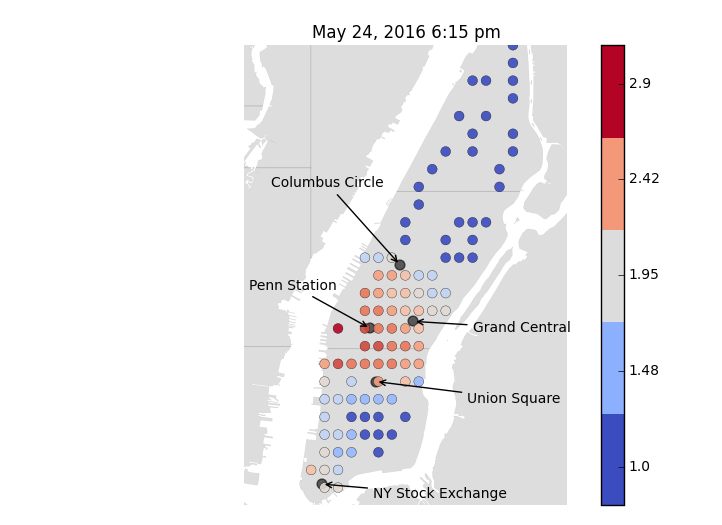 May 24, 2016 6:15 pm
2.9
Columbus Circle
2.42
Penn Station
1.95
Grand Central
1.48
Union Square
1.0
NY Stock Exchange